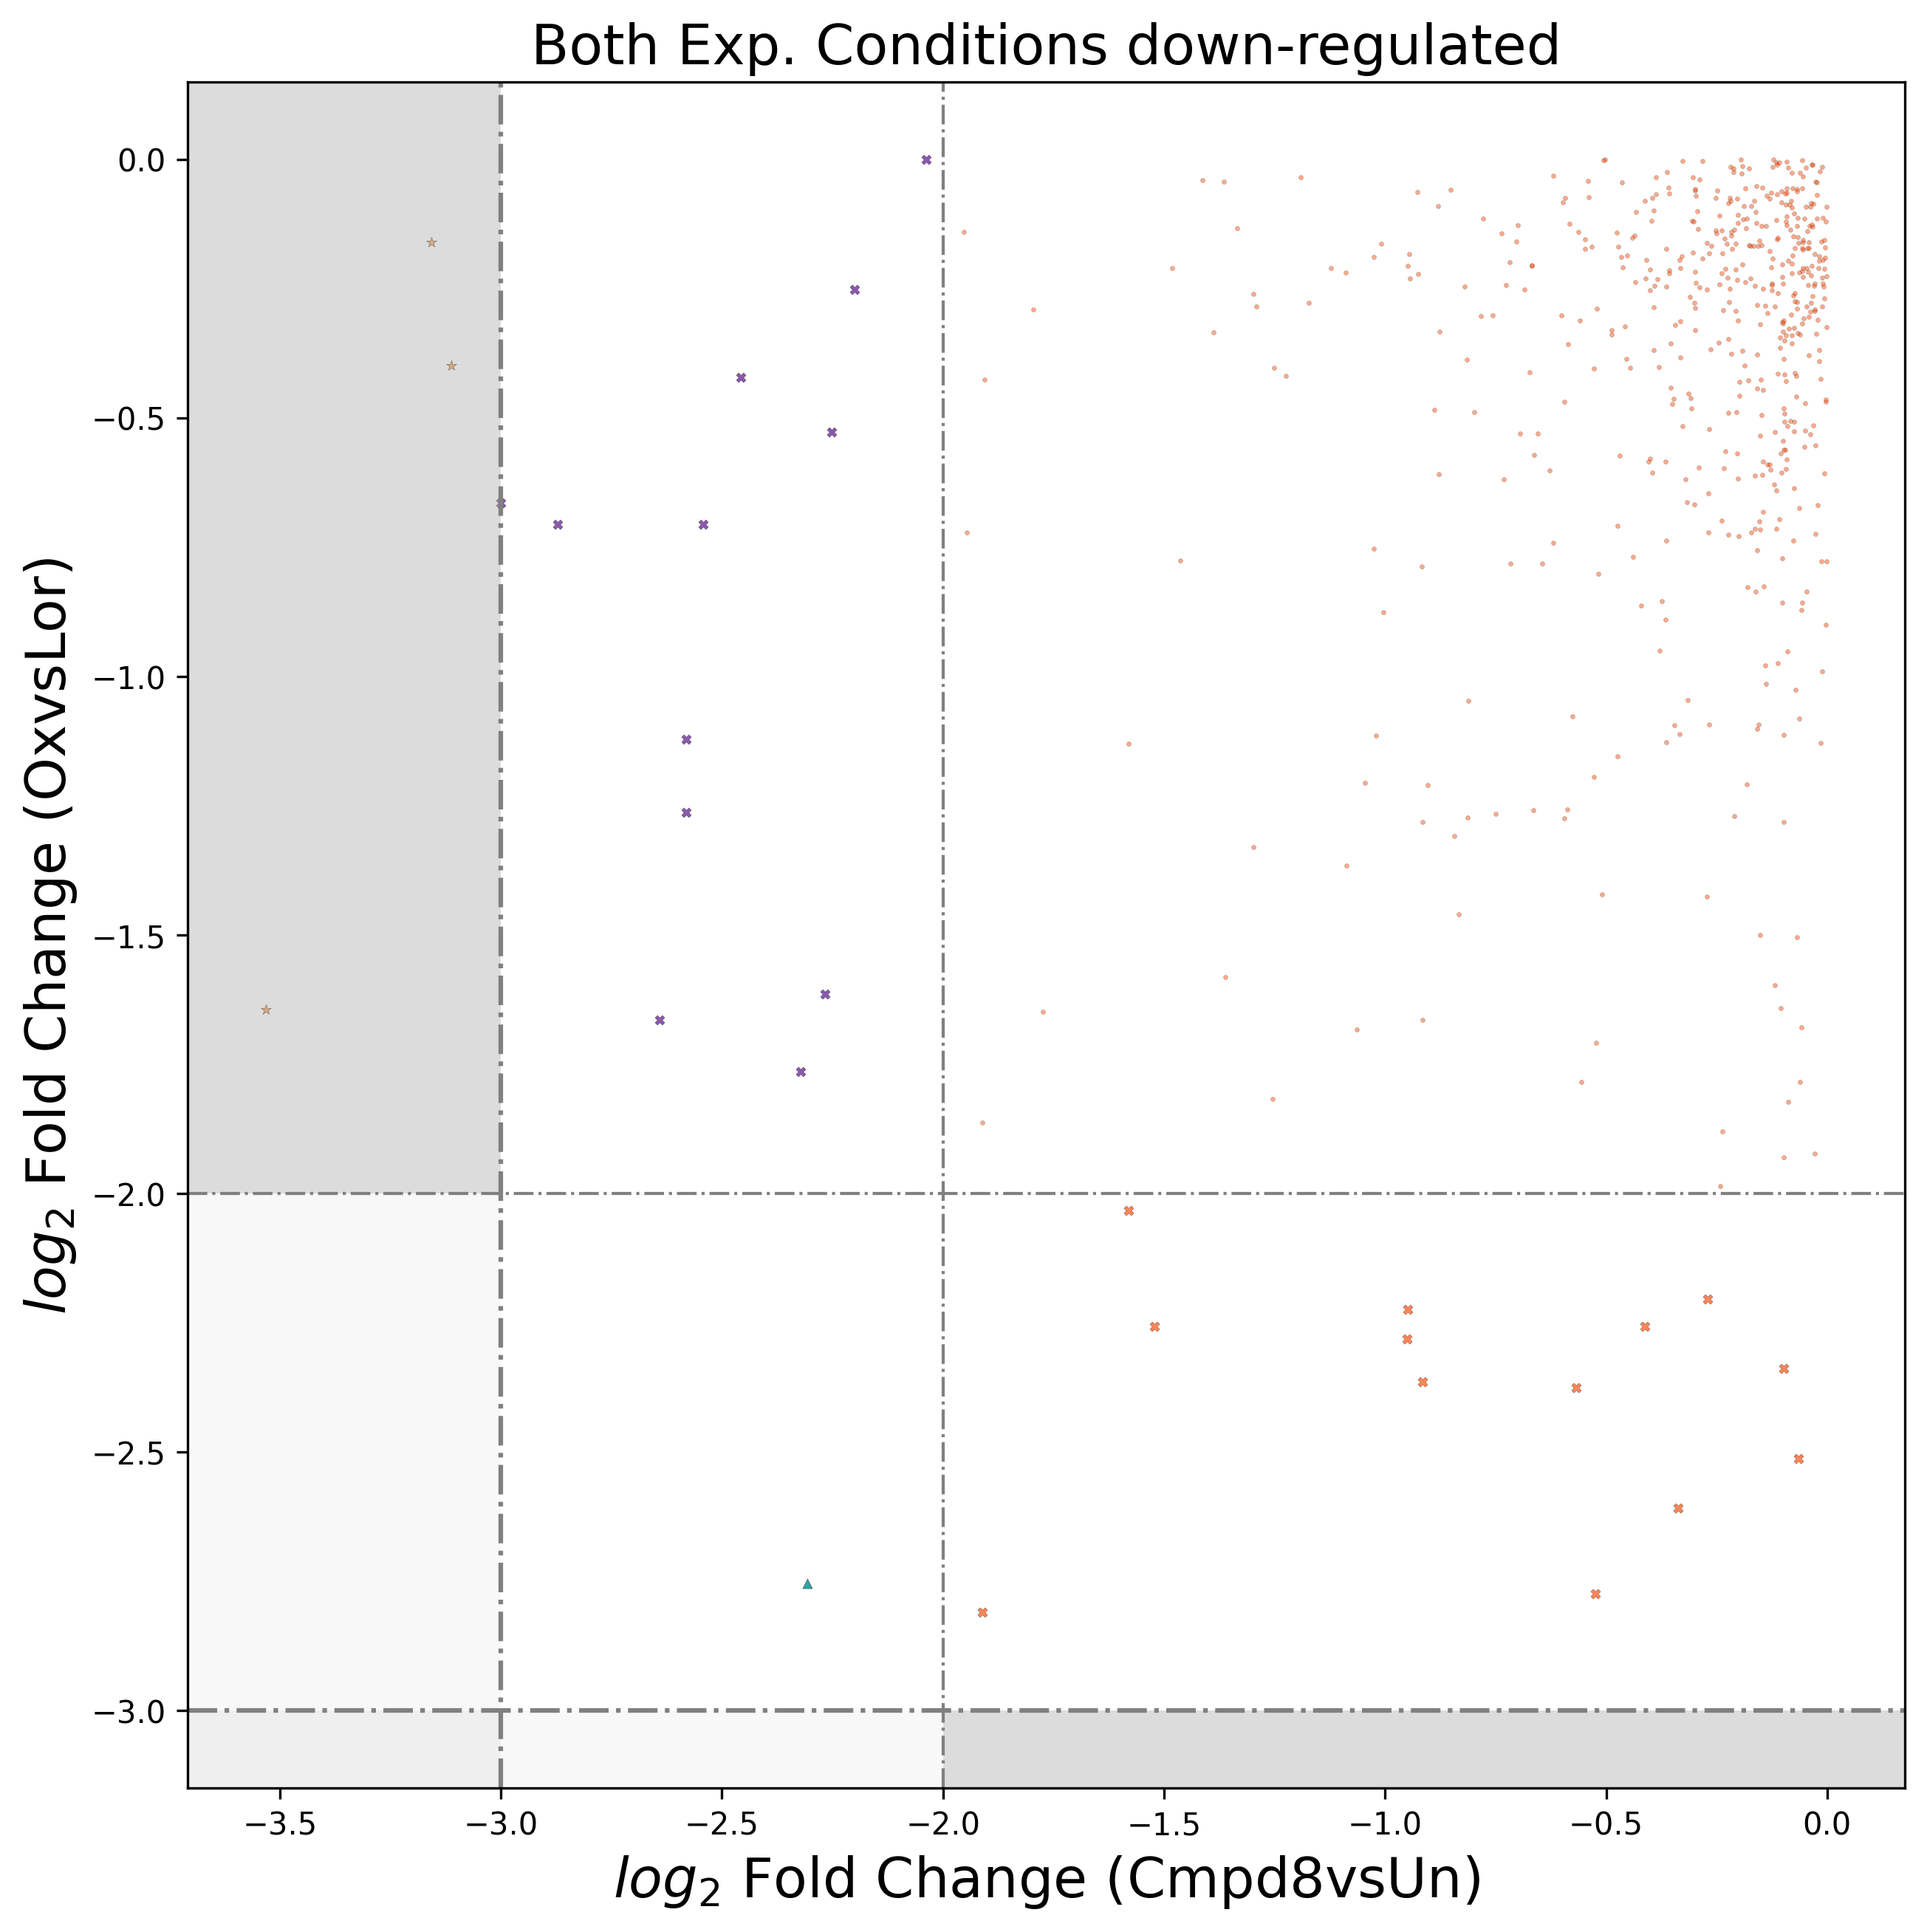 Both Exp. Conditions down-regulated
log2 Fold Change (OxvsLor)
0.0
−0.5
−1.0
−1.5
−2.0
−2.5
−3.0
−3.5 −3.0 −2.5 −2.0 −1.5 −1.0 −0.5 0.0
log2 Fold Change (Cmpd8vsUn)